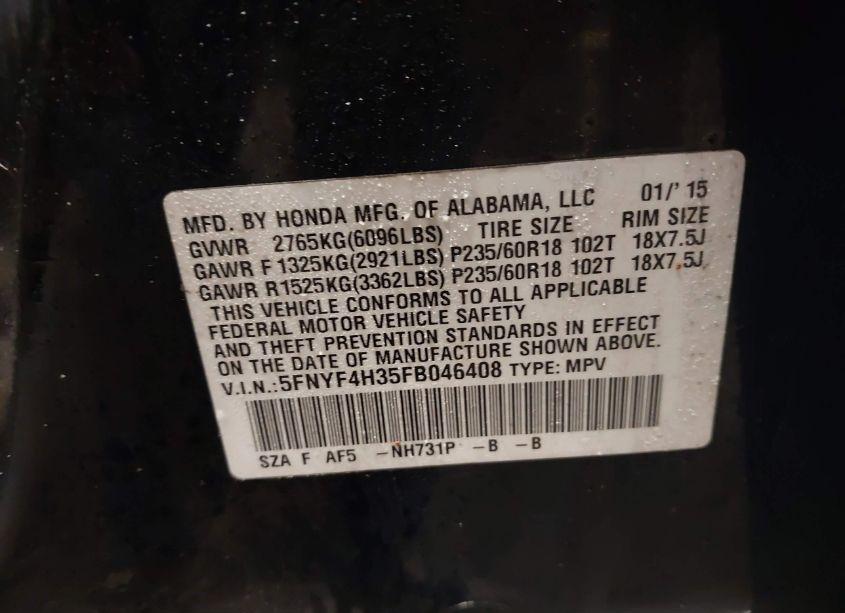 MFD. BY HONDA MFG. OF ALABAMA, LLC 01/'15
GVWR 2765KG(6096LBS) TIRE SIZE RIM SIZE
GAWR F 1325KG(2921LBS) P235/60R18 102T 18X7.5J
GAWR R1525KG(3362LBS) P235/60R18 102T 18X7.5J
THIS VEHICLE CONFORMS TO ALL APPLICABLE
FEDERAL MOTOR VEHICLE SAFETY
AND THEFT PREVENTION STANDARDS IN EFFECT
ON THE DATE OF MANUFACTURE SHOWN ABOVE.
V.I.N.:5FNYF4H35FB046408 TYPE: MPV
SZA F AF5 -NH731P -B -B